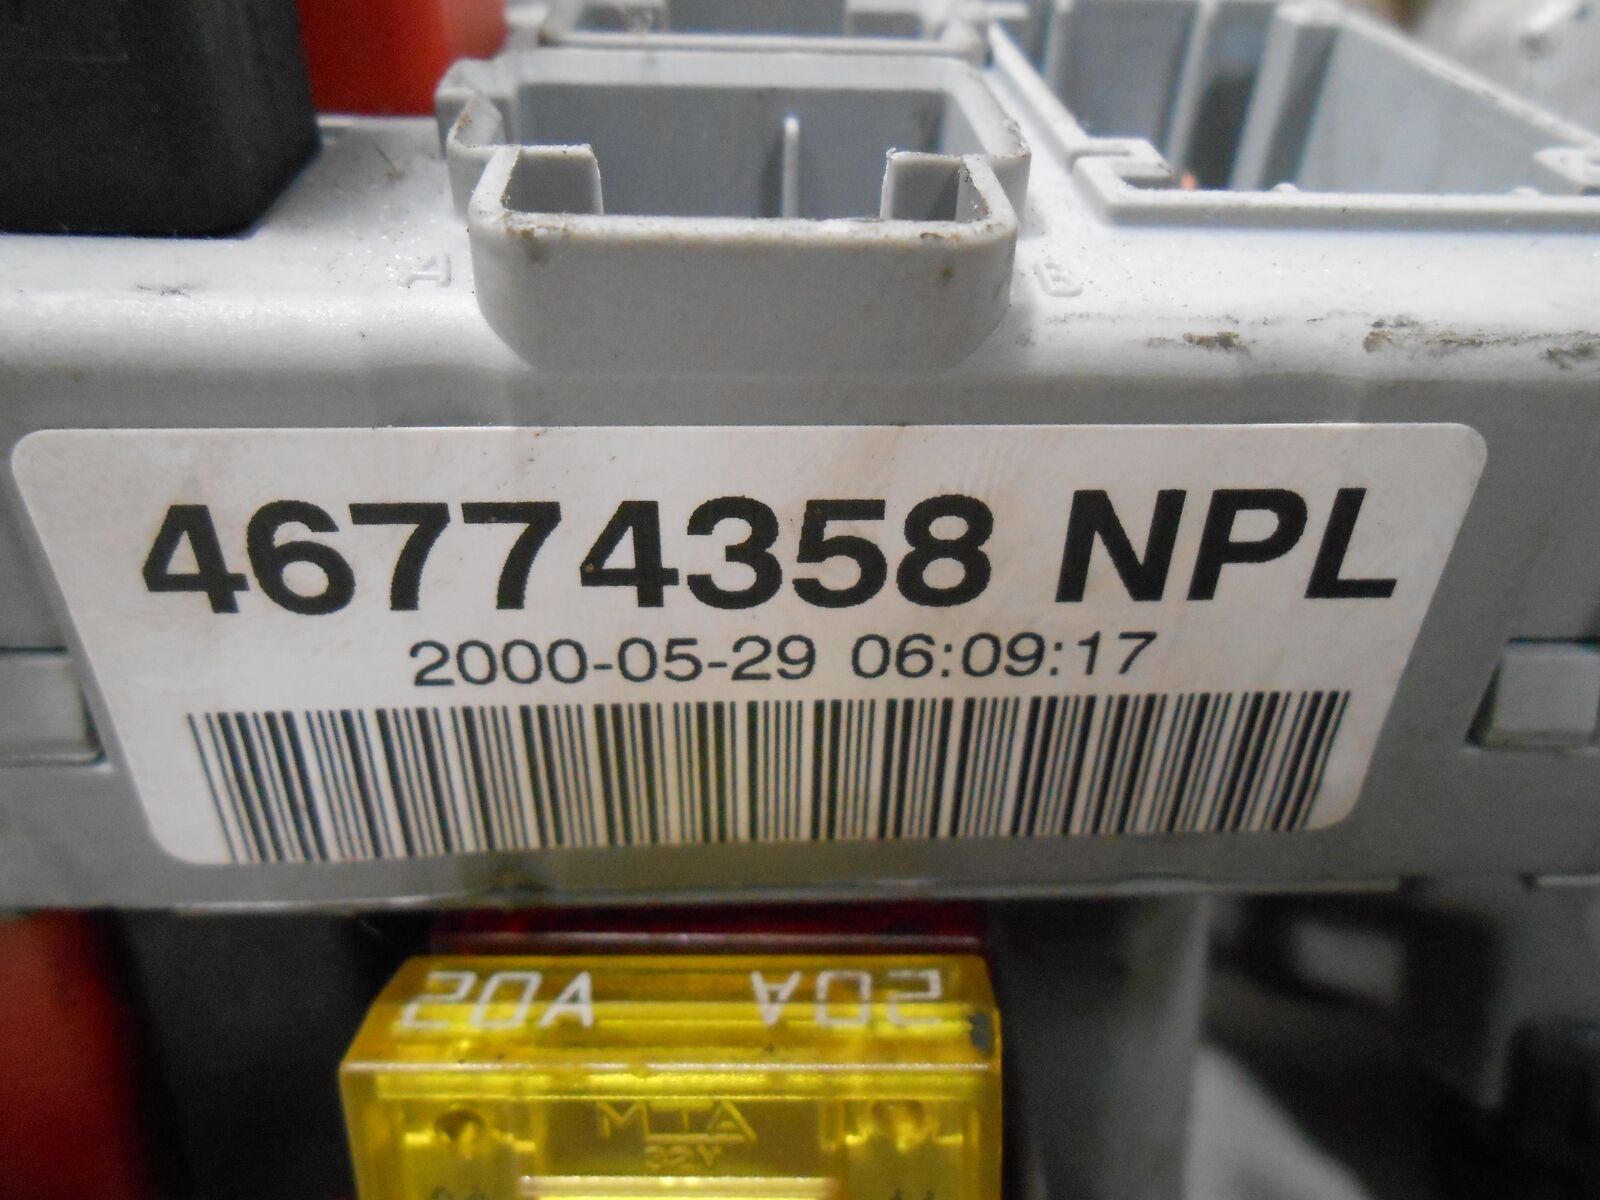 A B
46774358 NPL
2000-05-29 06:09:17
20A 20A
MTA
32V